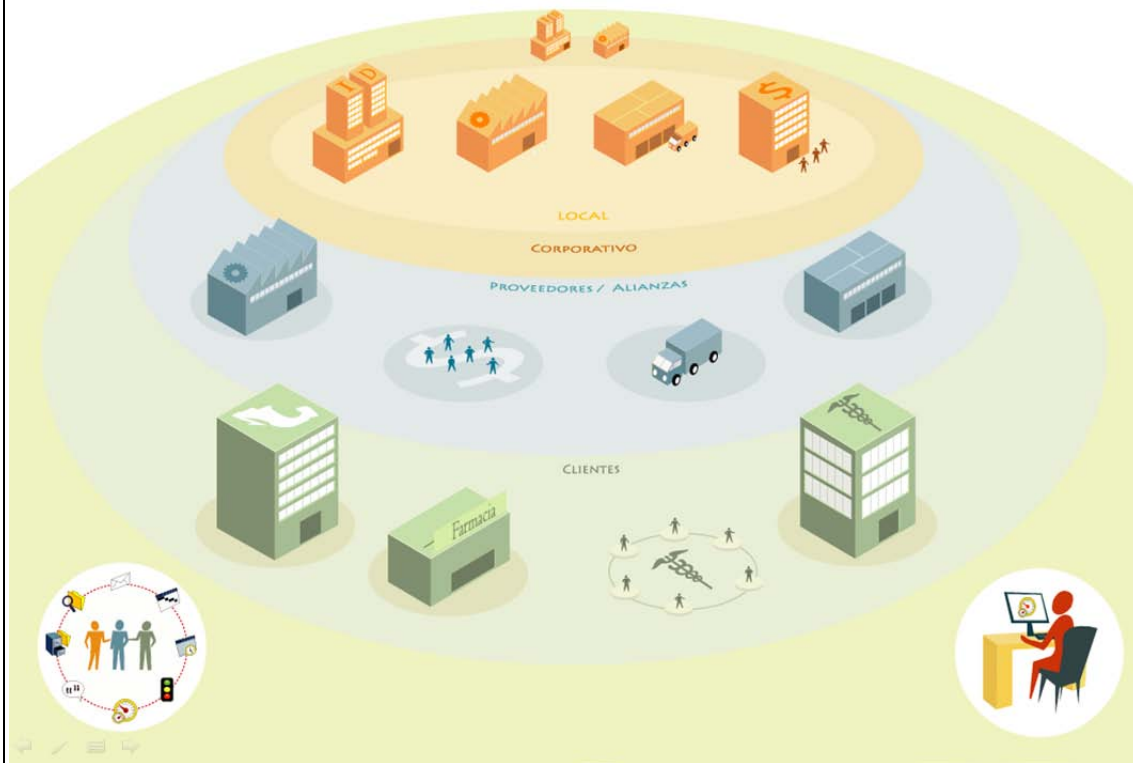 I D
$
LOCAL
CORPORATIVO
PROVEEDORES / ALIANZAS
$
CLIENTES
Farmacia